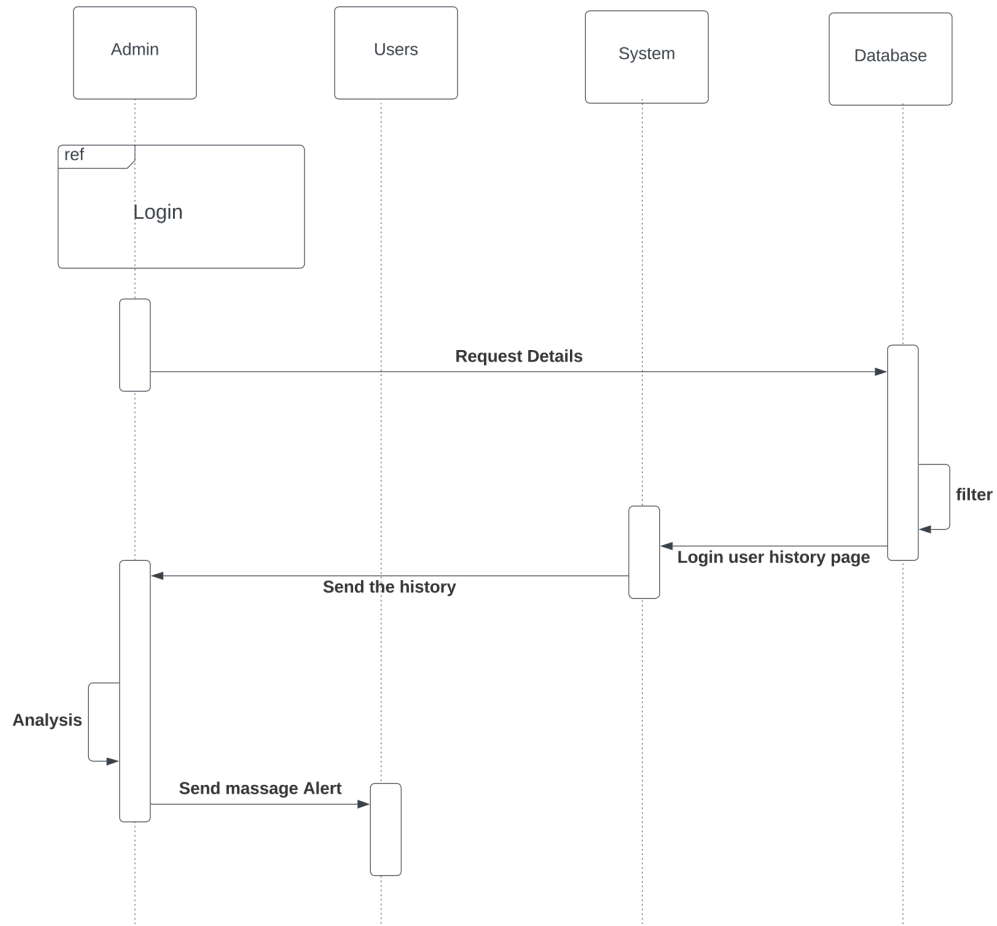 Admin
Users
System
Database
ref
Login
Request Details
filter
Login user history page
Send the history
Analysis
Send massage Alert